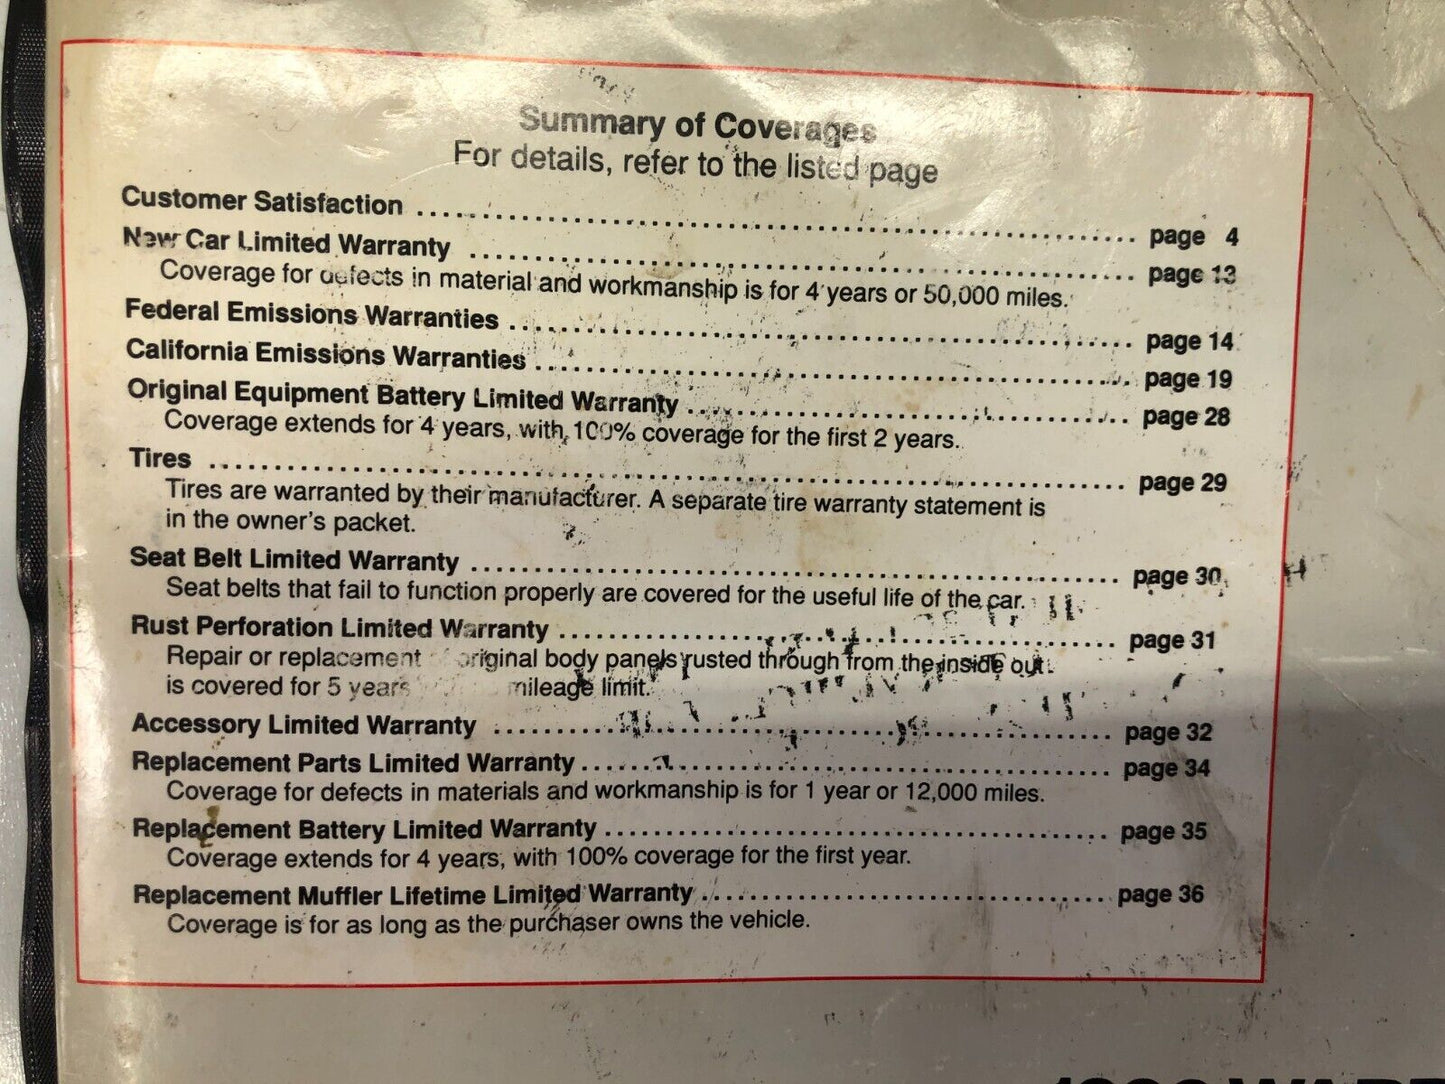 Summary of Coverages
For details, refer to the listed page
Customer Satisfaction ........................................................ page 4
New Car Limited Warranty .................................................... page 13
Coverage for defects in material and workmanship is for 4 years or 50,000 miles.
Federal Emissions Warranties ................................................ page 14
California Emissions Warranties ............................................. page 19
Original Equipment Battery Limited Warranty ................................. page 28
Coverage extends for 4 years, with 100% coverage for the first 2 years.
Tires ....................................................................... page 29
Tires are warranted by their manufacturer. A separate tire warranty statement is
in the owner's packet.
Seat Belt Limited Warranty .................................................. page 30
Seat belts that fail to function properly are covered for the useful life of the car.
Rust Perforation Limited Warranty ........................................... page 31
Repair or replacement of original body panels rusted through from the inside out
is covered for 5 years mileage limit.
Accessory Limited Warranty .................................................. page 32
Replacement Parts Limited Warranty .......................................... page 34
Coverage for defects in materials and workmanship is for 1 year or 12,000 miles.
Replacement Battery Limited Warranty ........................................ page 35
Coverage extends for 4 years, with 100% coverage for the first year.
Replacement Muffler Lifetime Limited Warranty ............................... page 36
Coverage is for as long as the purchaser owns the vehicle.